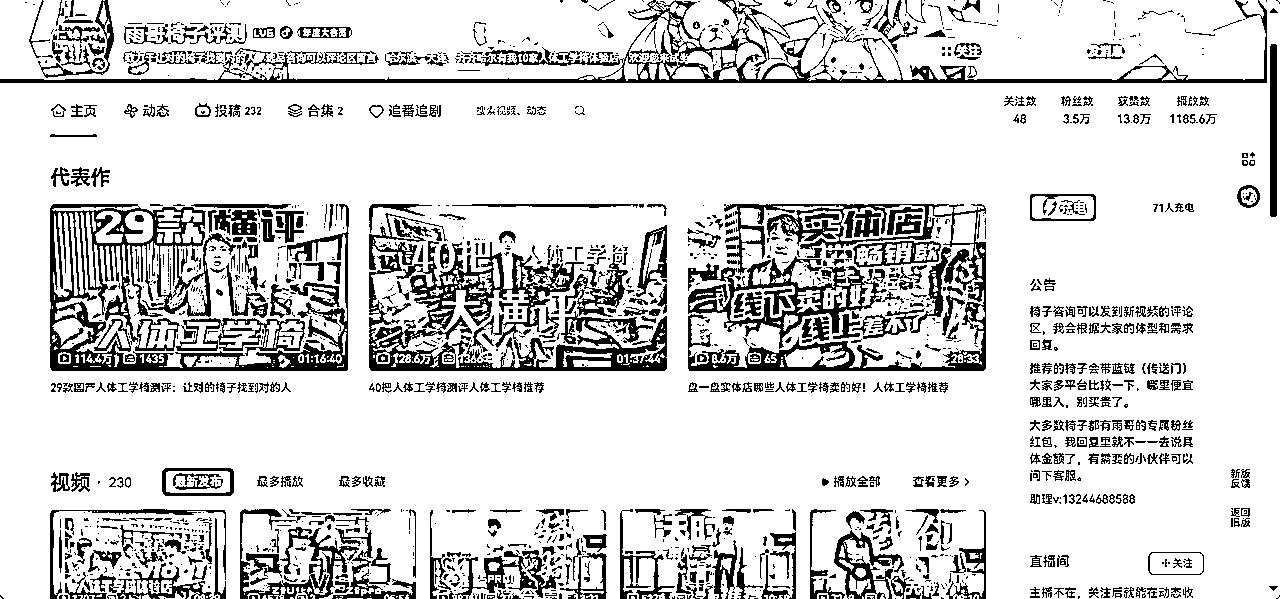 雨哥椅子评测 LV6 年度大会员
关注 发消息
主页 动态 投稿 232 合集 2 追番追剧 搜索视频、动态
关注数 粉丝数 获赞数 播放数
48 3.5万 13.8万 1185.6万
代表作
29款横评
人体工学椅
114.4万 1435 01:16:40
29款国产人体工学椅测评：让对的椅子找到对的人
40把人体工学椅
大横评
128.6万 01:37:44
40把人体工学椅测评人体工学椅推荐
实体店
畅销款
线下卖的好
线上看不了
8.6万 65 28:33
盘一盘实体店哪些人体工学椅卖的好！人体工学椅推荐
充电 71人充电
公告
椅子咨询可以发到新视频的评论
区，我会根据大家的体型和需求
回复。
推荐的椅子会带蓝链（传送门）
大家多平台比较一下，哪里便宜
哪里入，别买贵了。
大多数椅子都有雨哥的专属粉丝
红包，我回复里就不一一去说具
体金额了，有需要的小伙伴可以
问下客服。
助理v:13244688588
视频 · 230 最新发布 最多播放 最多收藏 播放全部 查看更多
新版
反馈
返回
旧版
直播间 +关注
主播不在，关注后就能在动态收